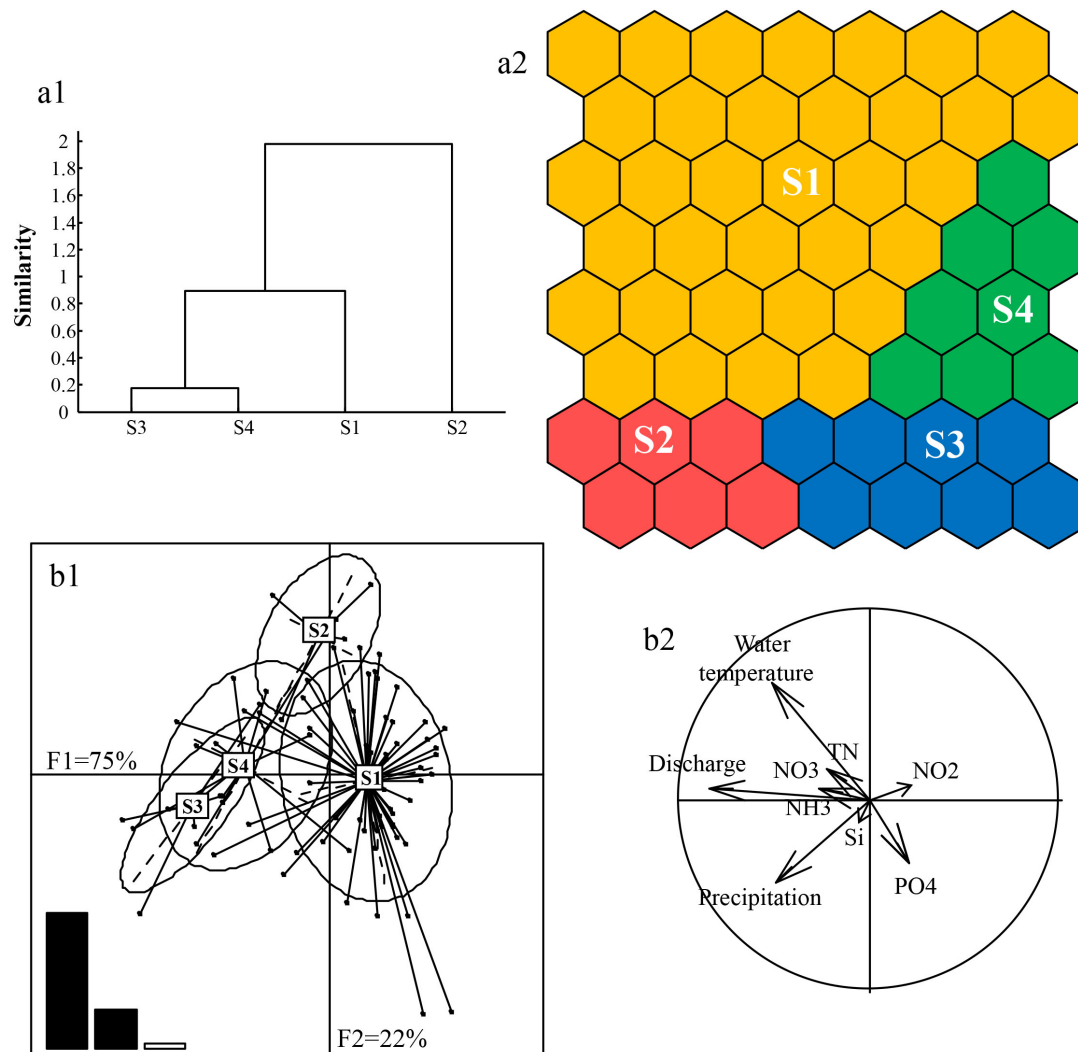 a1
Similarity
2
1.8
1.6
1.4
1.2
1
0.8
0.6
0.4
0.2
0
S3 S4 S1 S2
a2
S1
S4
S2
S3
b1
S2
F1=75%
S4
S1
S3
F2=22%
b2
Water
temperature
Discharge
TN
NO3
NO2
NH3
Si
PO4
Precipitation